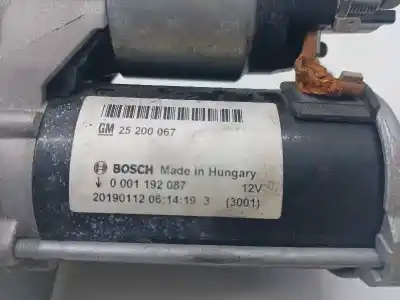 GM 25 200 067
BOSCH Made in Hungary
0 001 192 087 12V
20190112 06:14:19 3 (3001)